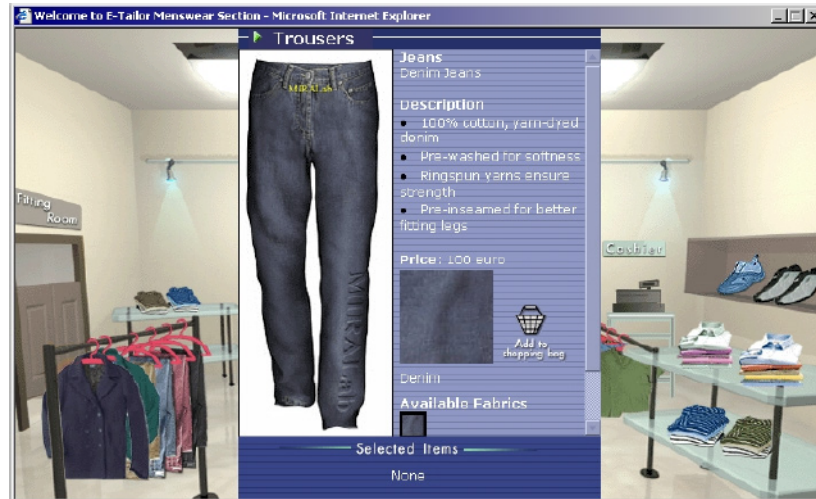 Welcome to E-Tailor Menswear Section - Microsoft Internet Explorer
Trousers
Jeans
Denim Jeans
Description
• 100% cotton, yarn-dyed
denim
• Pre-washed for softness
• Ringspun yarns ensure
strength
• Pre-inseamed for better
fitting legs
Price: 100 euro
Add to
shopping bag
Denim
Available Fabrics
Selected Items
None
Fitting
Room
Cashier
MIRALab